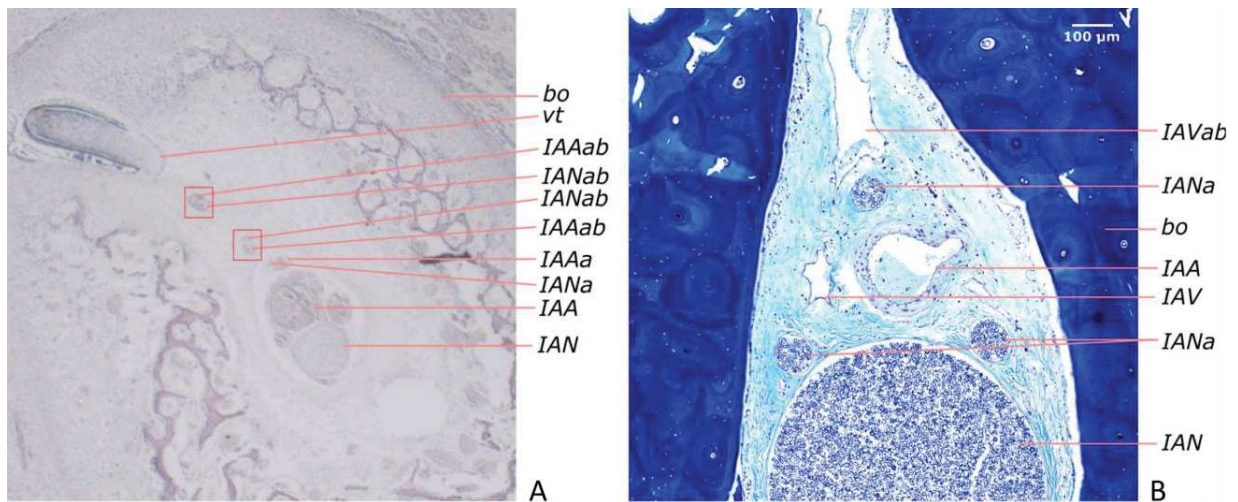 bo
vt
IAAab
IANab
IANab
IAAab
IAAa
IANa
IAA
IAN
A
100 µm
IAVab
IANa
bo
IAA
IAV
IANa
IAN
B